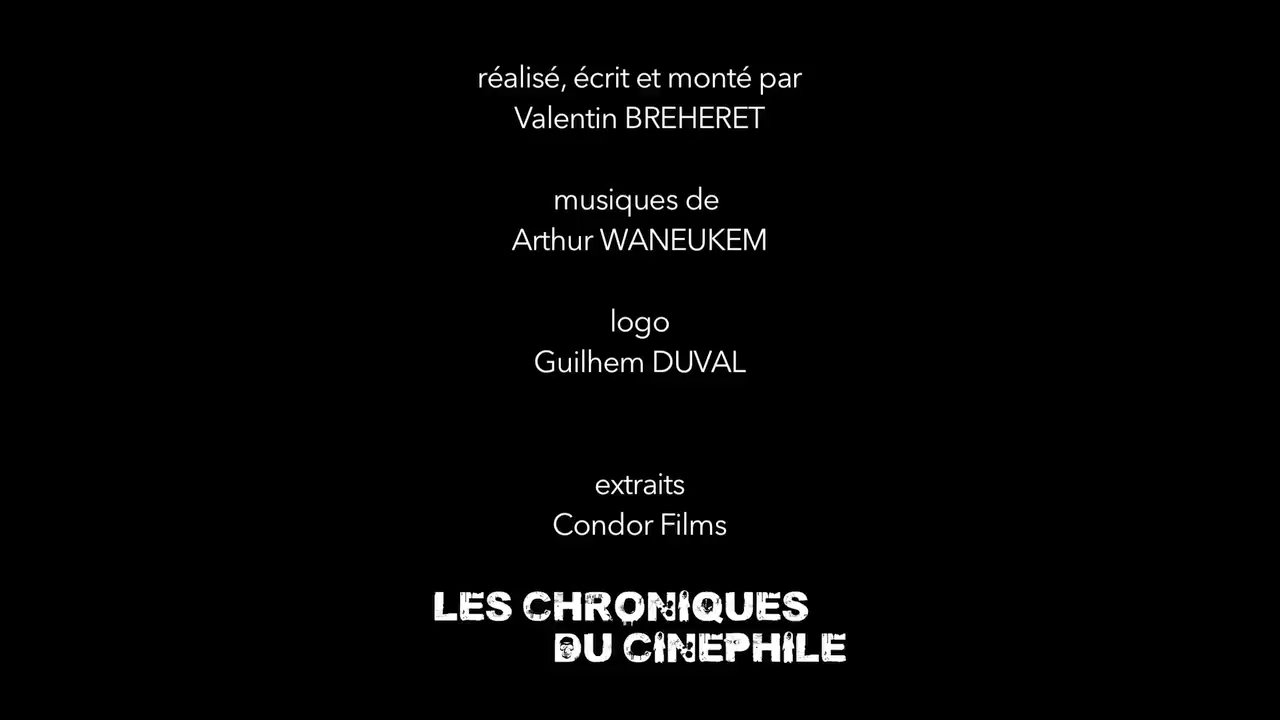 réalisé, écrit et monté par
Valentin BREHERET
musiques de
Arthur WANEUKEM
logo
Guilhem DUVAL
extraits
Condor Films
LES CHRONIQUES
DU CINEPHILE